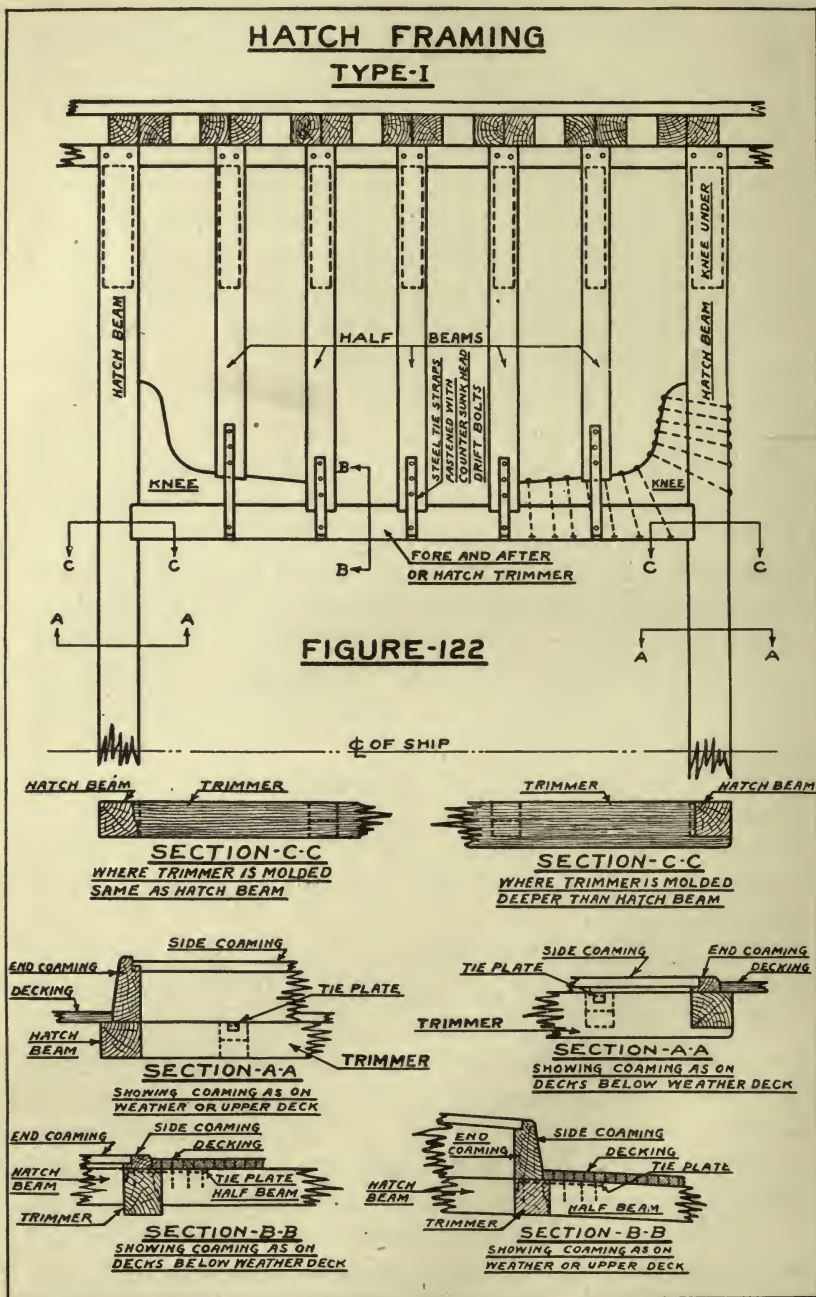 HATCH FRAMING
TYPE-I
HATCH BEAM
HALF BEAMS
STEEL TIE STRAPS
FASTENED WITH
COUNTER SUNK HEAD
DRIFT BOLTS
HATCH BEAM KNEE UNDER
KNEE
KNEE
B
B
C C
C C
FORE AND AFTER
OR HATCH TRIMMER
A A
A A
FIGURE-122
℄ OF SHIP
HATCH BEAM TRIMMER
SECTION-C-C
WHERE TRIMMER IS MOLDED
SAME AS HATCH BEAM
TRIMMER HATCH BEAM
SECTION-C-C
WHERE TRIMMER IS MOLDED
DEEPER THAN HATCH BEAM
SIDE COAMING
END COAMING
DECKING
TIE PLATE
HATCH
BEAM
TRIMMER
SECTION-A-A
SHOWING COAMING AS ON
WEATHER OR UPPER DECK
SIDE COAMING END COAMING
TIE PLATE DECKING
TRIMMER
SECTION-A-A
SHOWING COAMING AS ON
DECKS BELOW WEATHER DECK
END COAMING SIDE COAMING
DECKING
HATCH
BEAM
TIE PLATE
HALF BEAM
TRIMMER
SECTION-B-B
SHOWING COAMING AS ON
DECKS BELOW WEATHER DECK
END
COAMING
SIDE COAMING
DECKING
TIE PLATE
HATCH
BEAM
HALF BEAM
TRIMMER
SECTION-B-B
SHOWING COAMING AS ON
WEATHER OR UPPER DECK